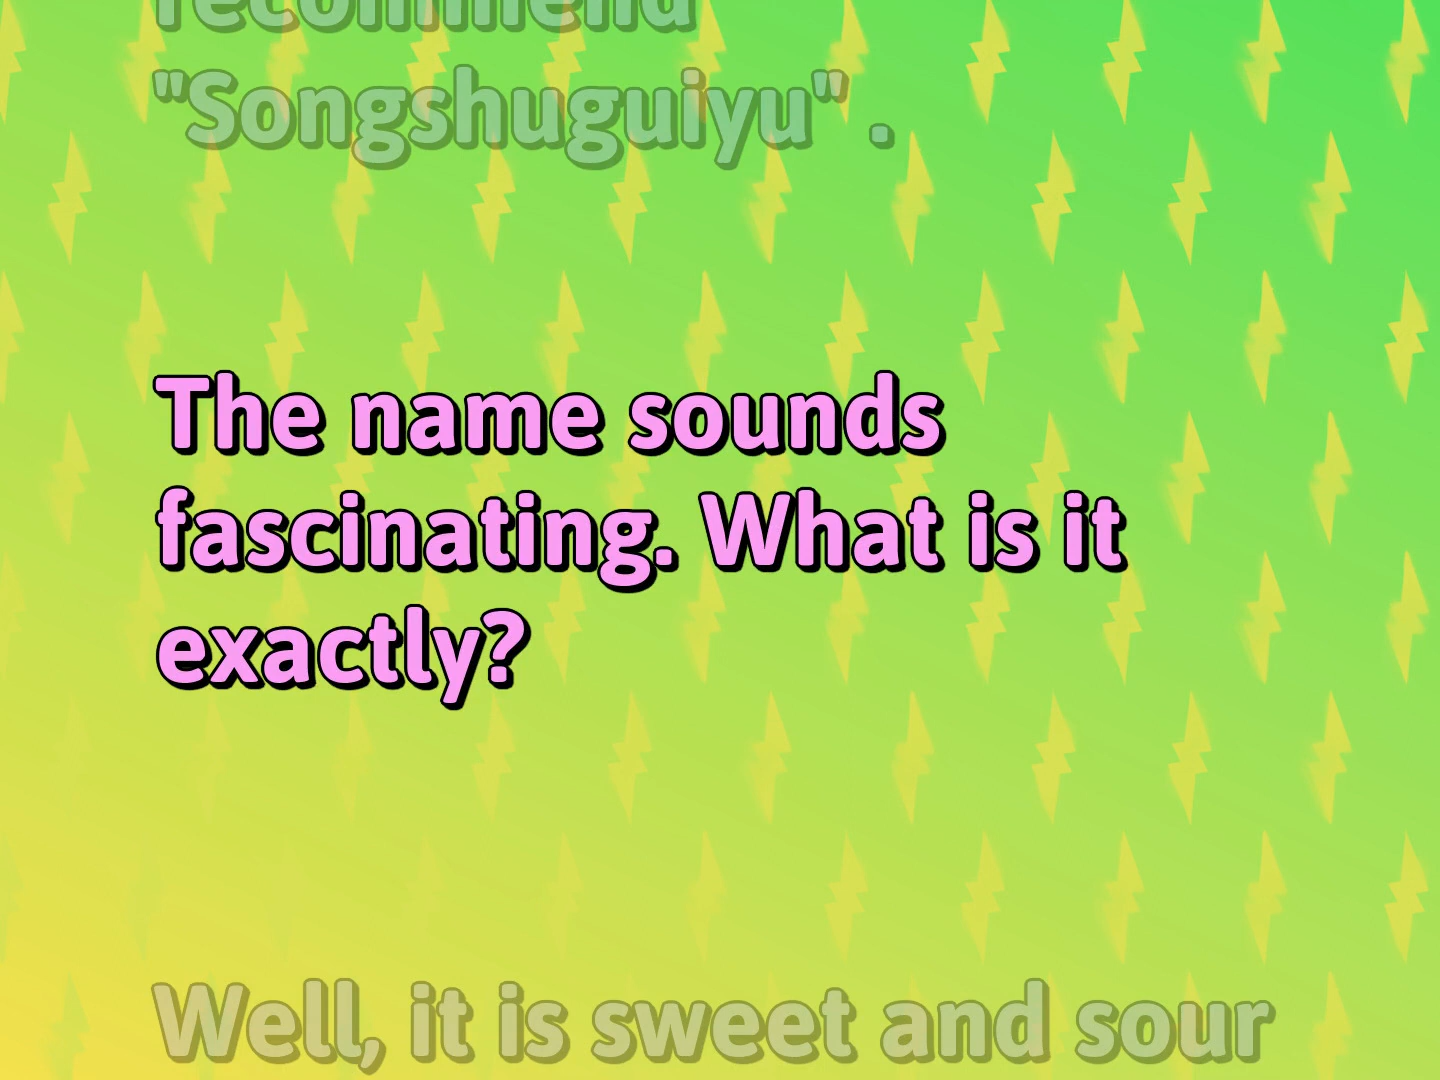 recommend
"Songshuguiyu" .
The name sounds
fascinating. What is it
exactly?
Well, it is sweet and sour